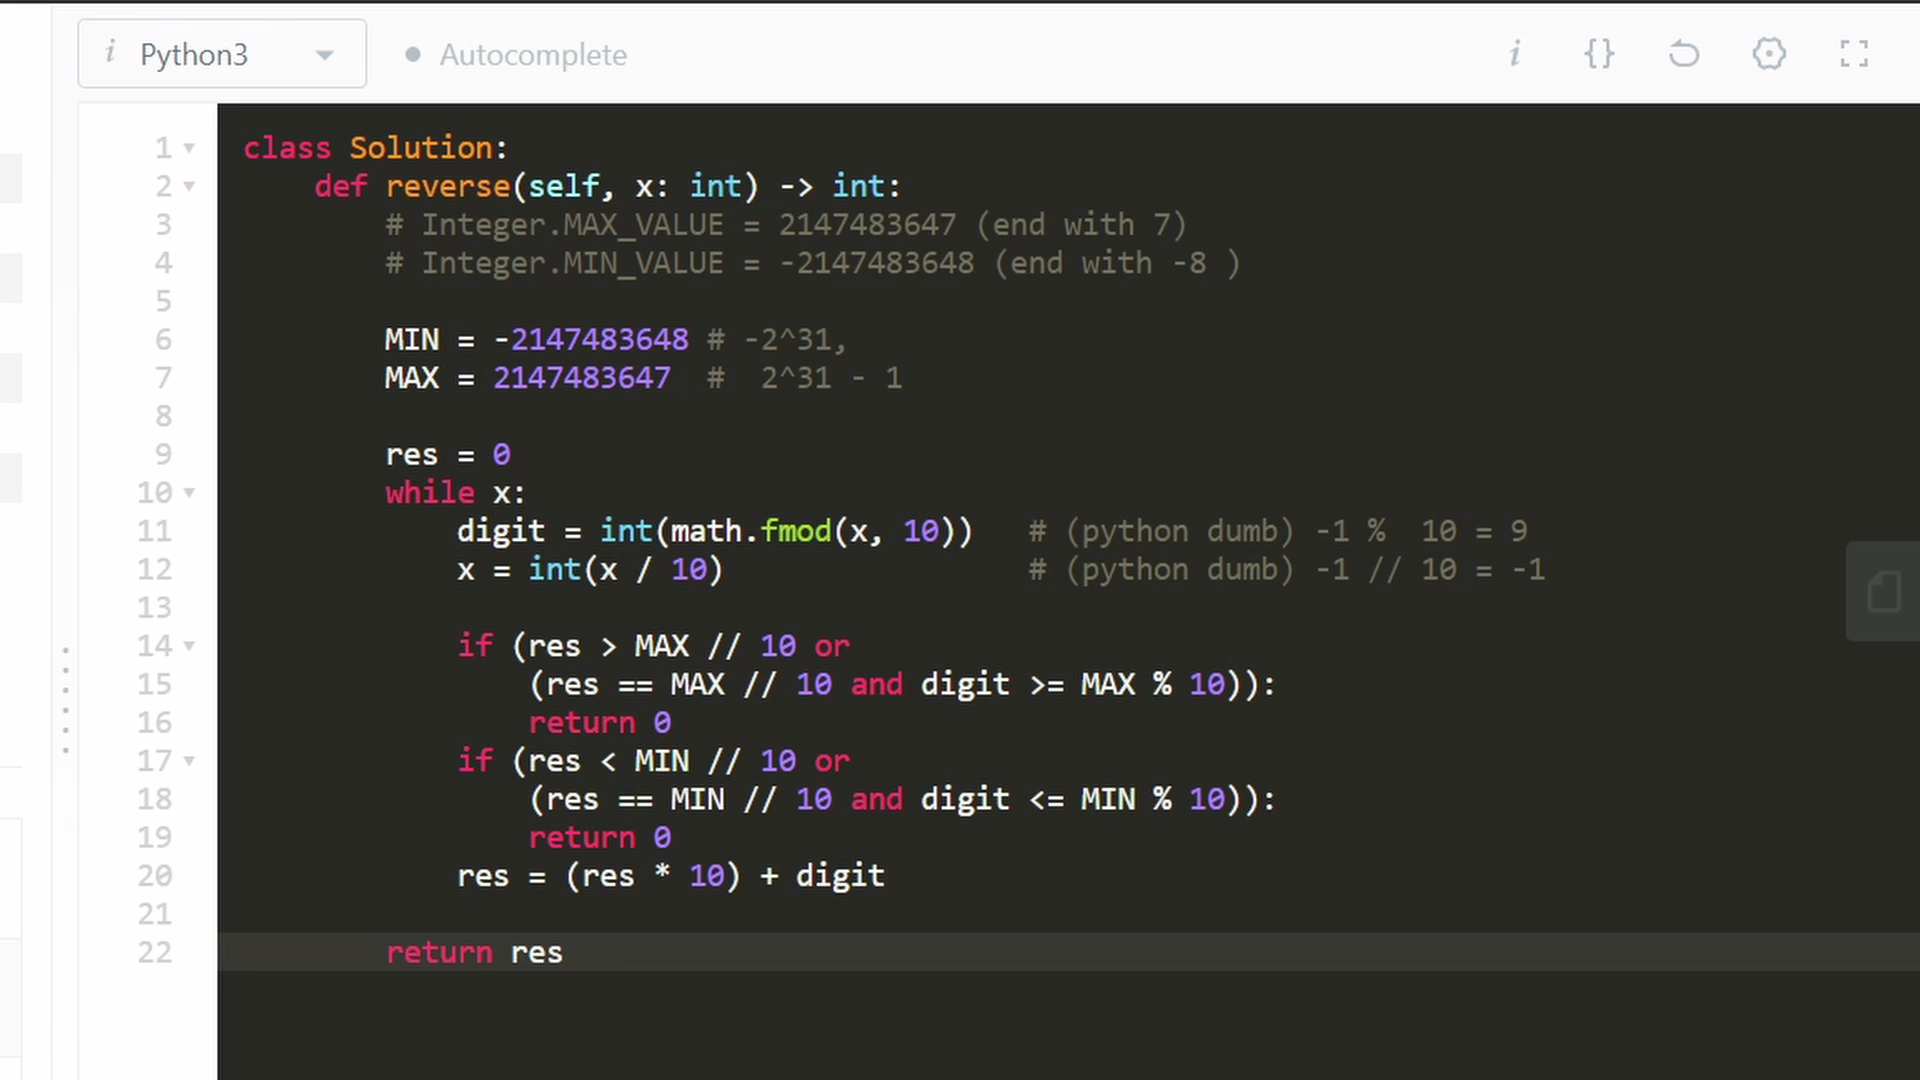 i Python3 Autocomplete i {}
1 class Solution:
2 def reverse(self, x: int) -> int:
3 # Integer.MAX_VALUE = 2147483647 (end with 7)
4 # Integer.MIN_VALUE = -2147483648 (end with -8 )
5
6 MIN = -2147483648 # -2^31,
7 MAX = 2147483647  #  2^31 - 1
8
9 res = 0
10 while x:
11 digit = int(math.fmod(x, 10))   # (python dumb) -1 %  10 = 9
12 x = int(x / 10)                 # (python dumb) -1 // 10 = -1
13
14 if (res > MAX // 10 or
15 (res == MAX // 10 and digit >= MAX % 10)):
16 return 0
17 if (res < MIN // 10 or
18 (res == MIN // 10 and digit <= MIN % 10)):
19 return 0
20 res = (res * 10) + digit
21
22 return res